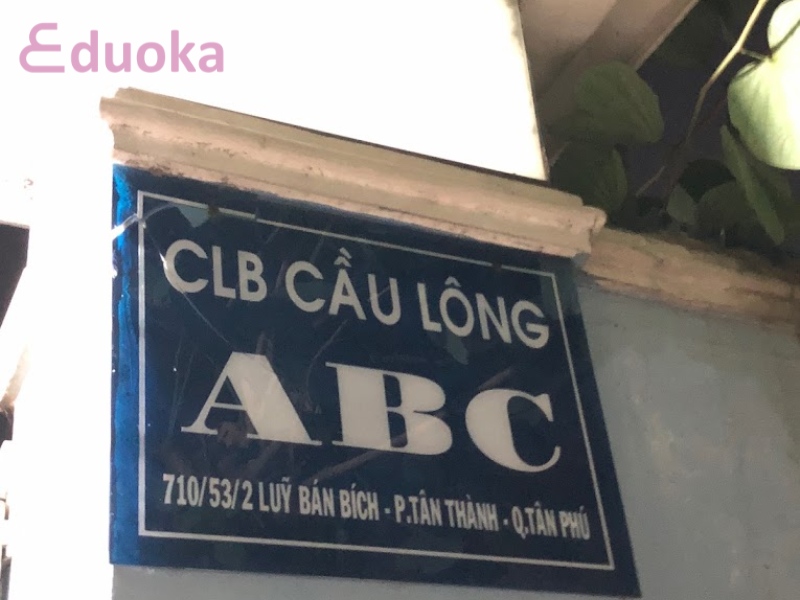 Eduoka
CLB CẦU LÔNG
ABC
710/53/2 LUỸ BÁN BÍCH - P.TÂN THÀNH - Q.TÂN PHÚ